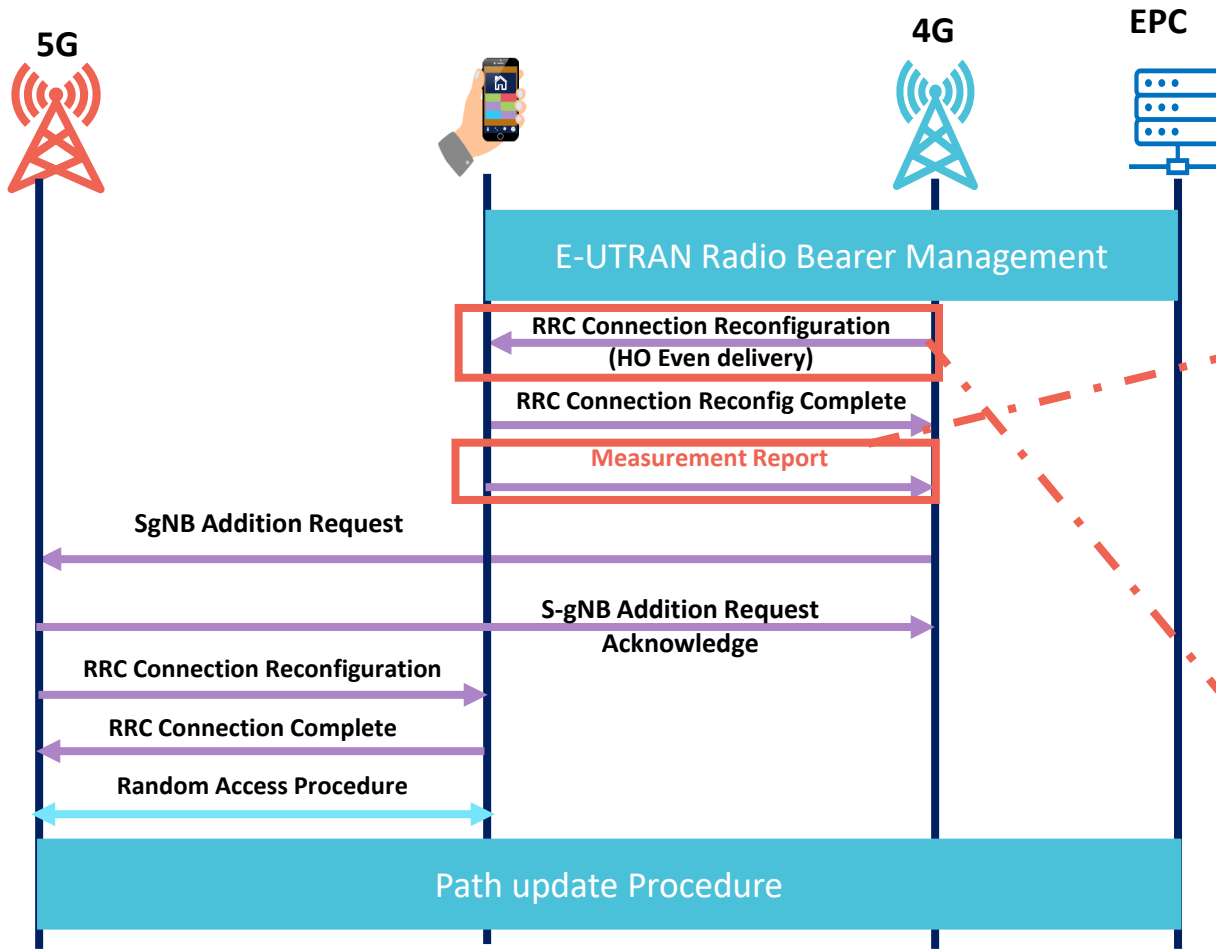 5G
4G
EPC
E-UTRAN Radio Bearer Management
RRC Connection Reconfiguration
(HO Even delivery)
RRC Connection Reconfig Complete
Measurement Report
SgNB Addition Request
S-gNB Addition Request
Acknowledge
RRC Connection Reconfiguration
RRC Connection Complete
Random Access Procedure
Path update Procedure